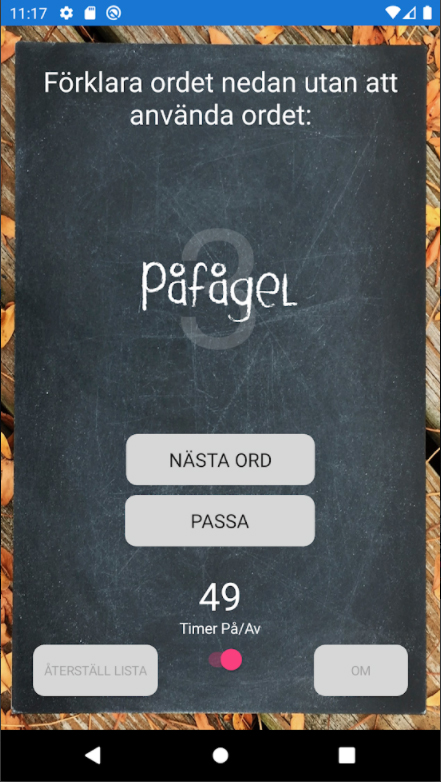 11:17
Förklara ordet nedan utan att
använda ordet:
3
Påfågel
NÄSTA ORD
PASSA
49
Timer På/Av
ÅTERSTÄLL LISTA
OM